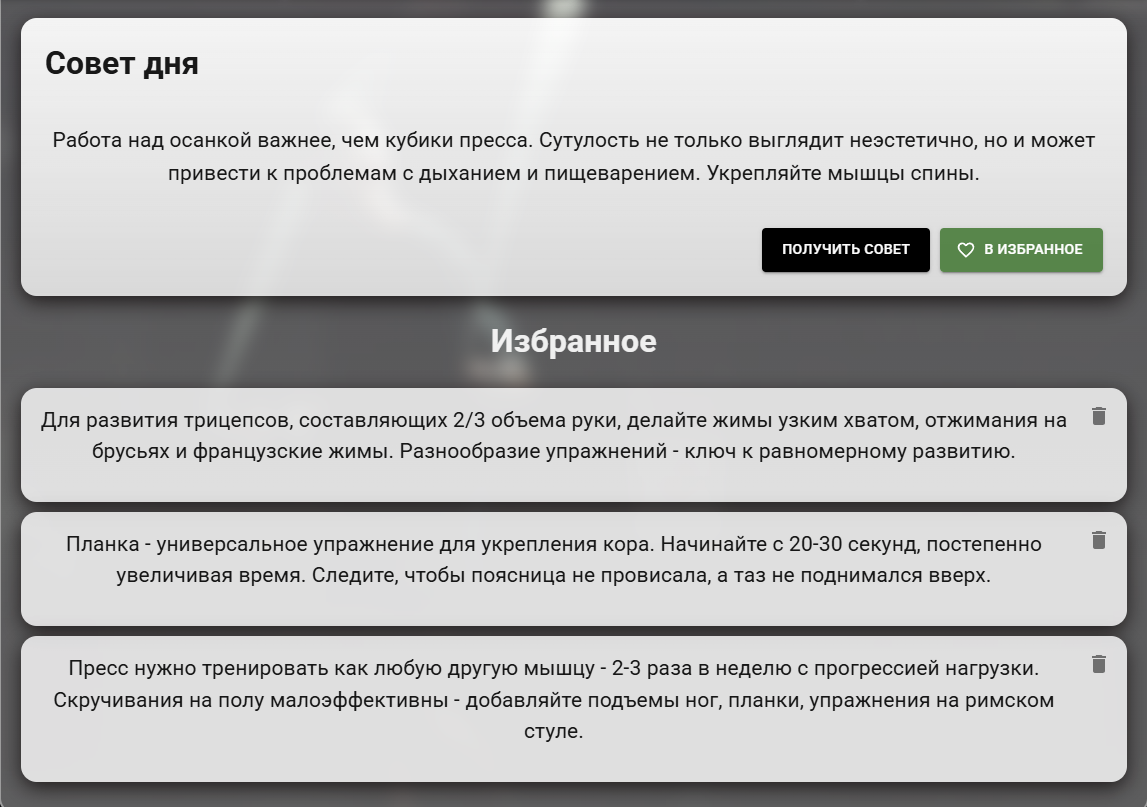 Совет дня
Работа над осанкой важнее, чем кубики пресса. Сутулость не только выглядит неэстетично, но и может
привести к проблемам с дыханием и пищеварением. Укрепляйте мышцы спины.
ПОЛУЧИТЬ СОВЕТ
В ИЗБРАННОЕ
Избранное
Для развития трицепсов, составляющих 2/3 объема руки, делайте жимы узким хватом, отжимания на
брусьях и французские жимы. Разнообразие упражнений - ключ к равномерному развитию.
Планка - универсальное упражнение для укрепления кора. Начинайте с 20-30 секунд, постепенно
увеличивая время. Следите, чтобы поясница не провисала, а таз не поднимался вверх.
Пресс нужно тренировать как любую другую мышцу - 2-3 раза в неделю с прогрессией нагрузки.
Скручивания на полу малоэффективны - добавляйте подъемы ног, планки, упражнения на римском
стуле.